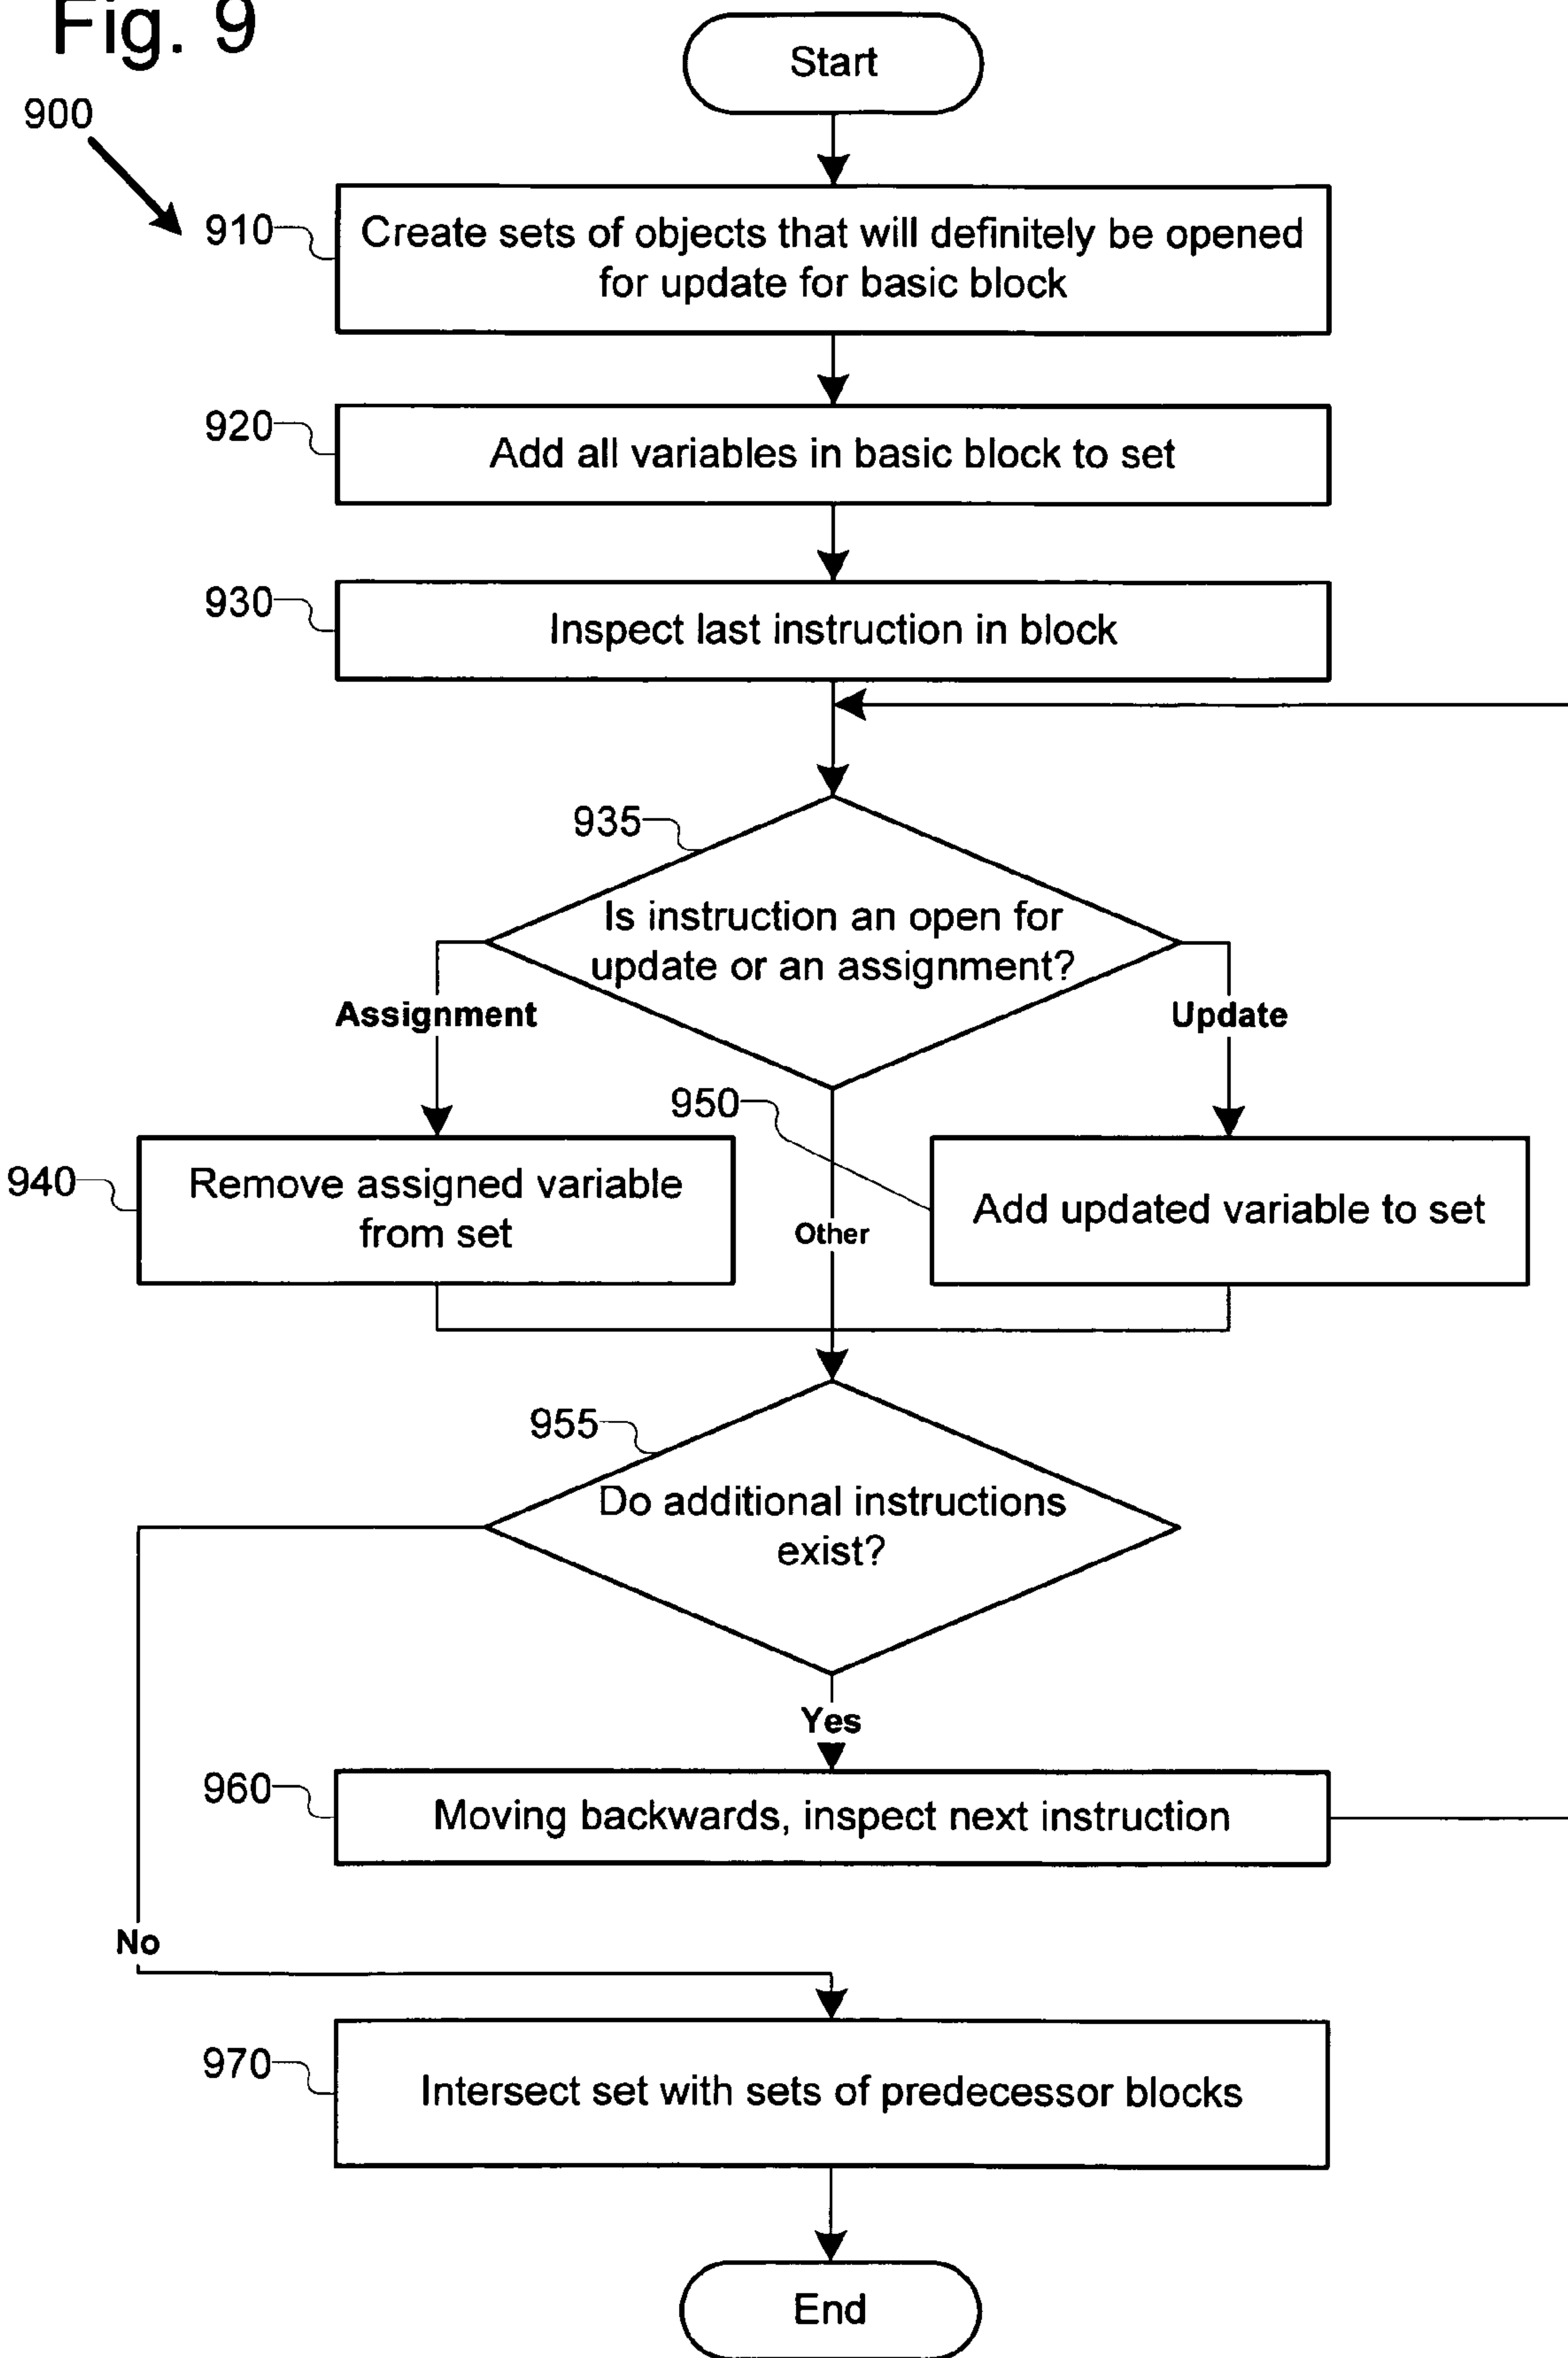 Fig. 9
Start
900
910
Create sets of objects that will definitely be opened
for update for basic block
920
Add all variables in basic block to set
930
Inspect last instruction in block
935
Is instruction an open for
update or an assignment?
Assignment
Update
950
940
Remove assigned variable
from set
Other
Add updated variable to set
955
Do additional instructions
exist?
Yes
960
Moving backwards, inspect next instruction
No
970
Intersect set with sets of predecessor blocks
End